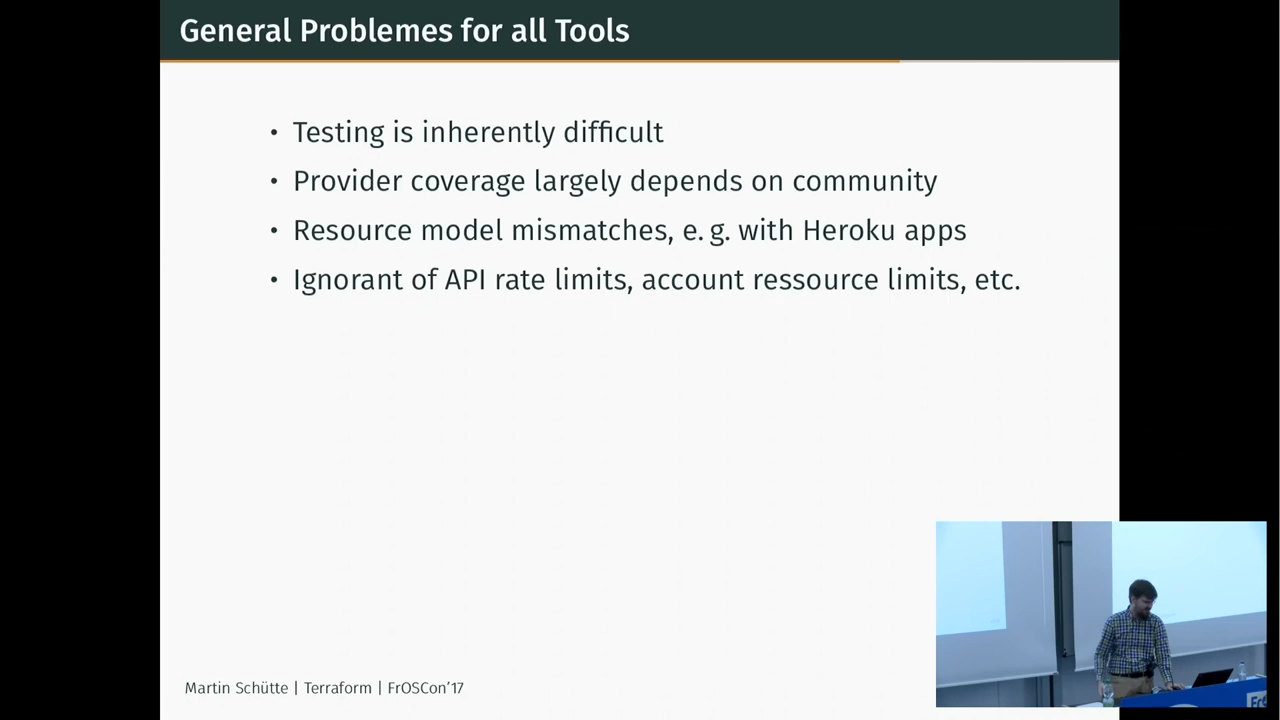 General Problemes for all Tools
• Testing is inherently difficult
• Provider coverage largely depends on community
• Resource model mismatches, e. g. with Heroku apps
• Ignorant of API rate limits, account ressource limits, etc.
Martin Schütte | Terraform | FrOSCon’17